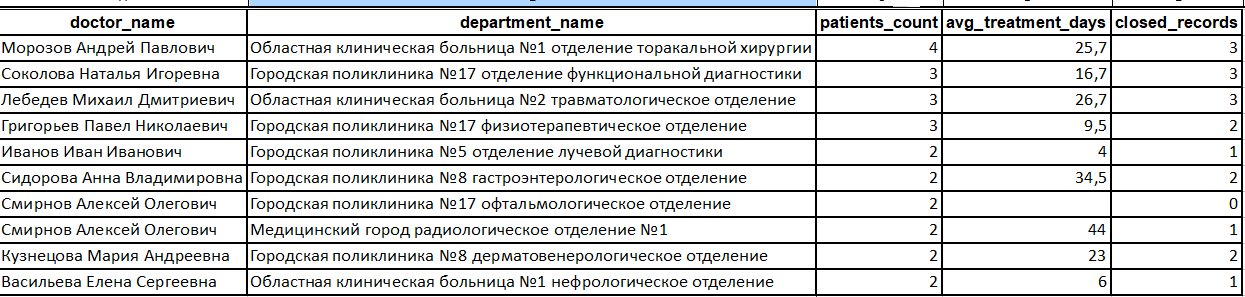 doctor_name department_name patients_count avg_treatment_days closed_records
Морозов Андрей Павлович Областная клиническая больница №1 отделение торакальной хирургии 4 25,7 3
Соколова Наталья Игоревна Городская поликлиника №17 отделение функциональной диагностики 3 16,7 3
Лебедев Михаил Дмитриевич Областная клиническая больница №2 травматологическое отделение 3 26,7 3
Григорьев Павел Николаевич Городская поликлиника №17 физиотерапевтическое отделение 3 9,5 2
Иванов Иван Иванович Городская поликлиника №5 отделение лучевой диагностики 2 4 1
Сидорова Анна Владимировна Городская поликлиника №8 гастроэнтерологическое отделение 2 34,5 2
Смирнов Алексей Олегович Городская поликлиника №17 офтальмологическое отделение 2 0
Смирнов Алексей Олегович Медицинский город радиологическое отделение №1 2 44 1
Кузнецова Мария Андреевна Городская поликлиника №8 дерматовенерологическое отделение 2 23 2
Васильева Елена Сергеевна Областная клиническая больница №1 нефрологическое отделение 2 6 1